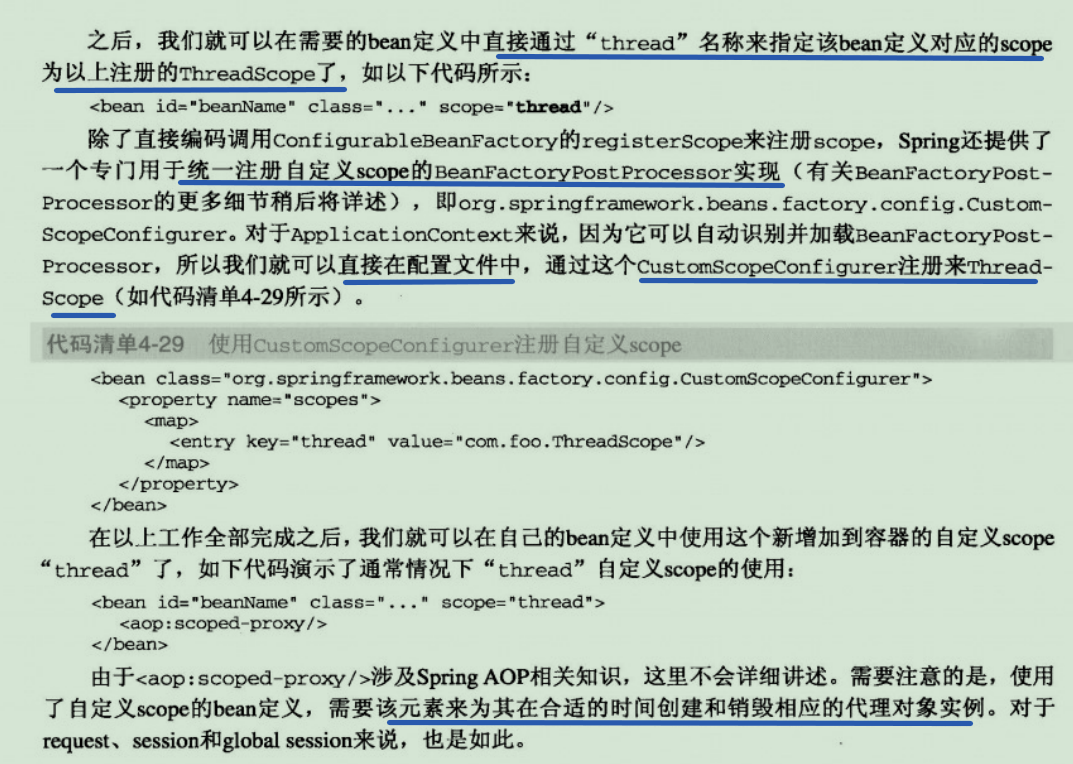 之后，我们就可以在需要的bean定义中直接通过“thread”名称来指定该bean定义对应的scope
为以上注册的ThreadScope了，如以下代码所示：
<bean id="beanName" class="..." scope="thread"/>
除了直接编码调用ConfigurableBeanFactory的registerScope来注册scope，Spring还提供了
一个专门用于统一注册自定义scope的BeanFactoryPostProcessor实现（有关BeanFactoryPost-
Processor的更多细节稍后将详述），即org.springframework.beans.factory.config.Custom-
ScopeConfigurer。对于ApplicationContext来说，因为它可以自动识别并加载BeanFactoryPost-
Processor，所以我们就可以直接在配置文件中，通过这个CustomScopeConfigurer注册来Thread-
Scope（如代码清单4-29所示）。
代码清单4-29 使用CustomScopeConfigurer注册自定义scope
<bean class="org.springframework.beans.factory.config.CustomScopeConfigurer">
<property name="scopes">
<map>
<entry key="thread" value="com.foo.ThreadScope"/>
</map>
</property>
</bean>
在以上工作全部完成之后，我们就可以在自己的bean定义中使用这个新增加到容器的自定义scope
“thread”了，如下代码演示了通常情况下“thread”自定义scope的使用：
<bean id="beanName" class="..." scope="thread">
<aop:scoped-proxy/>
</bean>
由于<aop:scoped-proxy/>涉及Spring AOP相关知识，这里不会详细讲述。需要注意的是，使用
了自定义scope的bean定义，需要该元素来为其在合适的时间创建和销毁相应的代理对象实例。对于
request、session和global session来说，也是如此。